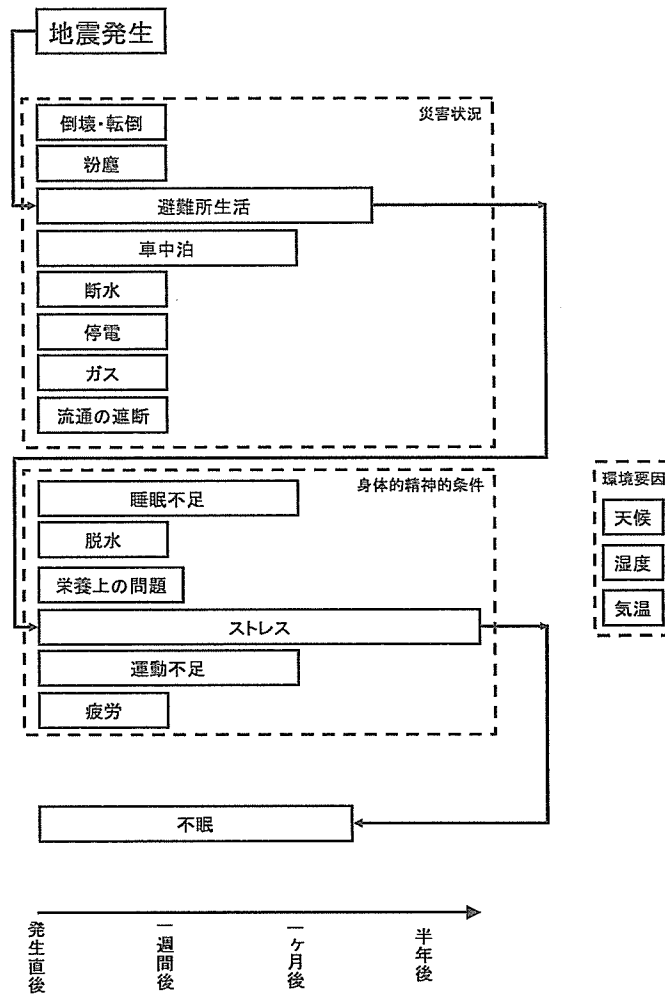 地震発生
災害状況
倒壊・転倒
粉塵
避難所生活
車中泊
断水
停電
ガス
流通の遮断
身体的精神的条件
睡眠不足
脱水
栄養上の問題
ストレス
運動不足
疲労
環境要因
天候
湿度
気温
不眠
発生直後
一週間後
一ヶ月後
半年後